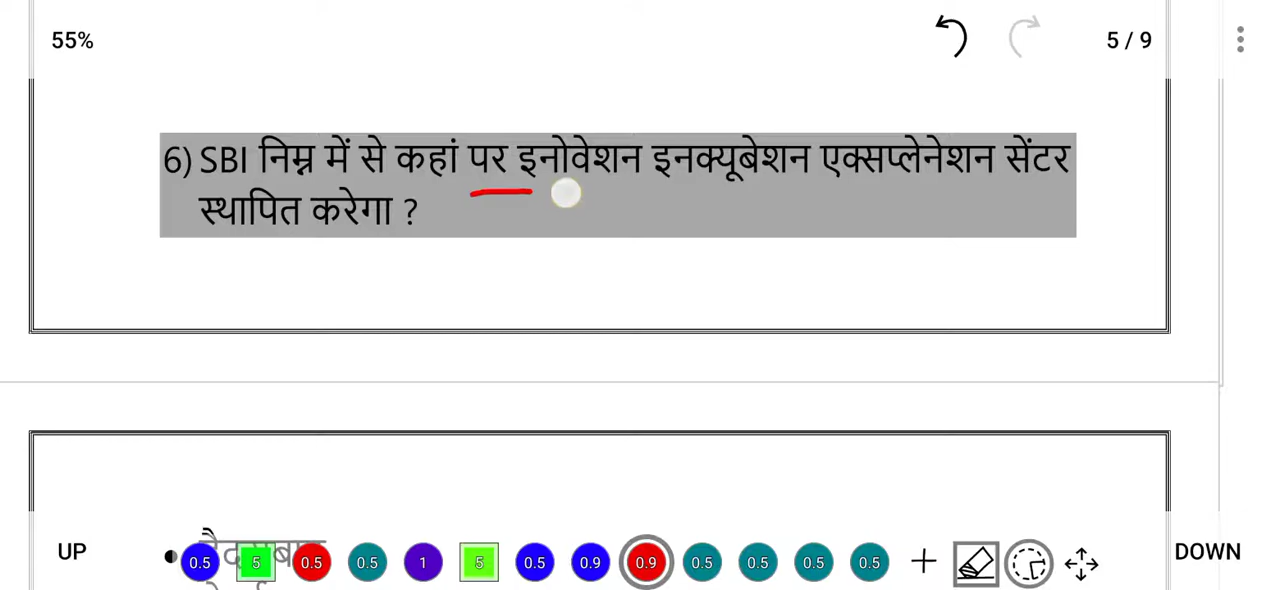 55%
5 / 9
6) SBI निम्न में से कहां पर इनोवेशन इनक्यूबेशन एक्सप्लेनेशन सेंटर
स्थापित करेगा ?
UP
0.5 5 0.5 0.5 1 5 0.5 0.9 0.9 0.5 0.5 0.5 0.5
DOWN